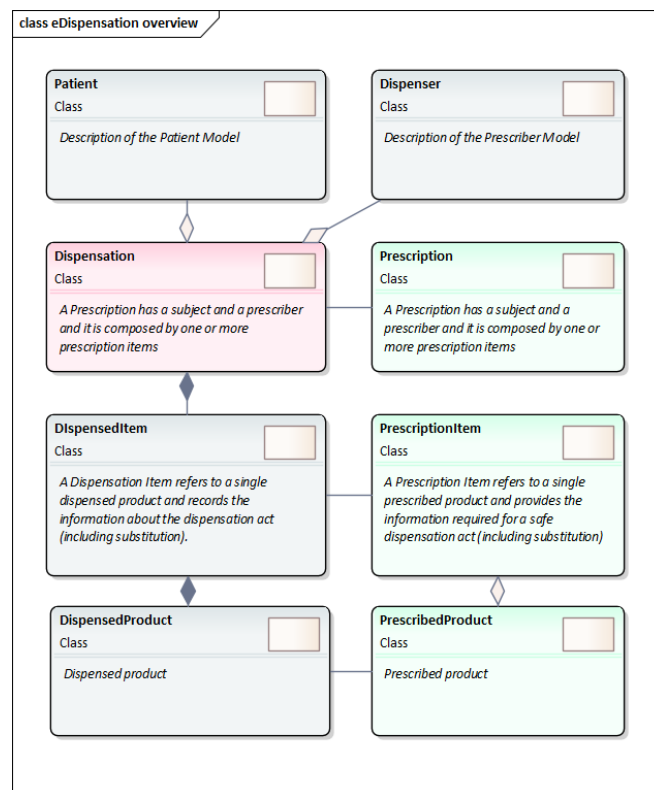 class eDispensation overview
Patient
Class
Description of the Patient Model
Dispenser
Class
Description of the Prescriber Model
Dispensation
Class
A Prescription has a subject and a prescriber
and it is composed by one or more
prescription items
Prescription
Class
A Prescription has a subject and a
prescriber and it is composed by one or
more prescription items
DIspensedItem
Class
A Dispensation Item refers to a single
dispensed product and records the
information about the dispensation act
(including substitution).
PrescriptionItem
Class
A Prescription Item refers to a single
prescribed product and provides the
information required for a safe
dispensation act (including substitution)
DispensedProduct
Class
Dispensed product
PrescribedProduct
Class
Prescribed product